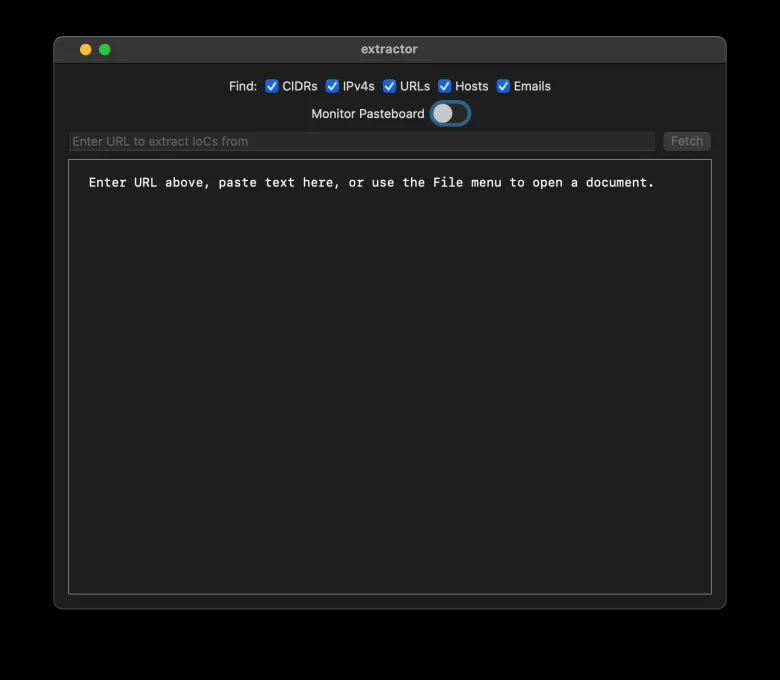 extractor
Find: CIDRs IPv4s URLs Hosts Emails
Monitor Pasteboard
Enter URL to extract IoCs from Fetch
Enter URL above, paste text here, or use the File menu to open a document.